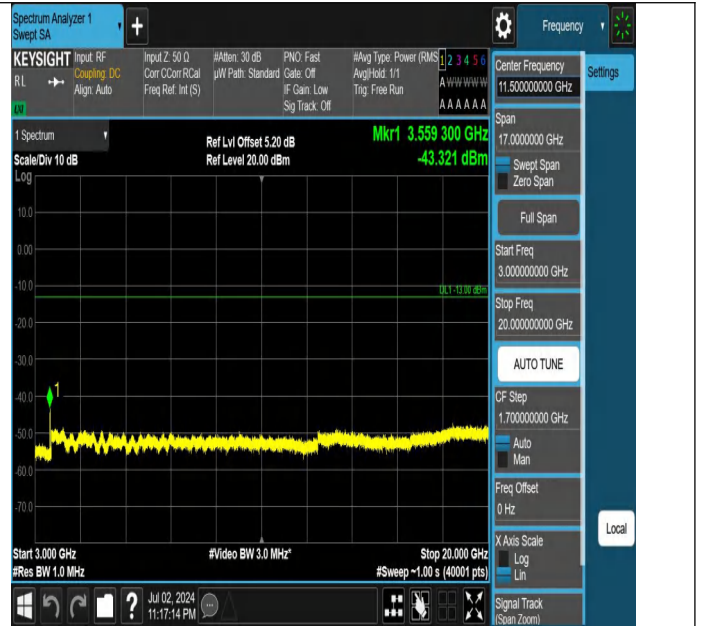 Spectrum Analyzer 1
Swept SA
Frequency
KEYSIGHT
RL
LXI
Input: RF
Coupling: DC
Align: Auto
Input Z: 50 Ω
Corr CCorr RCal
Freq Ref: Int (S)
#Atten: 30 dB
µW Path: Standard
PNO: Fast
Gate: Off
IF Gain: Low
Sig Track: Off
#Avg Type: Power (RMS
Avg|Hold: 1/1
Trig: Free Run
1 2 3 4 5 6
A W W W W W
A A A A A A
1 Spectrum
Scale/Div 10 dB
Log
Ref Lvl Offset 5.20 dB
Ref Level 20.00 dBm
Mkr1 3.559 300 GHz
-43.321 dBm
10.0
0.00
-10.0
DL1 -13.00 dBm
-20.0
-30.0
-40.0
1
-50.0
-60.0
-70.0
Start 3.000 GHz
#Res BW 1.0 MHz
#Video BW 3.0 MHz*
Stop 20.000 GHz
#Sweep ~1.00 s (40001 pts)
?
Jul 02, 2024
11:17:14 PM
Center Frequency
11.500000000 GHz
Span
17.0000000 GHz
Swept Span
Zero Span
Full Span
Start Freq
3.000000000 GHz
Stop Freq
20.000000000 GHz
AUTO TUNE
CF Step
1.700000000 GHz
Auto
Man
Freq Offset
0 Hz
X Axis Scale
Log
Lin
Signal Track
(Span Zoom)
Settings
Local